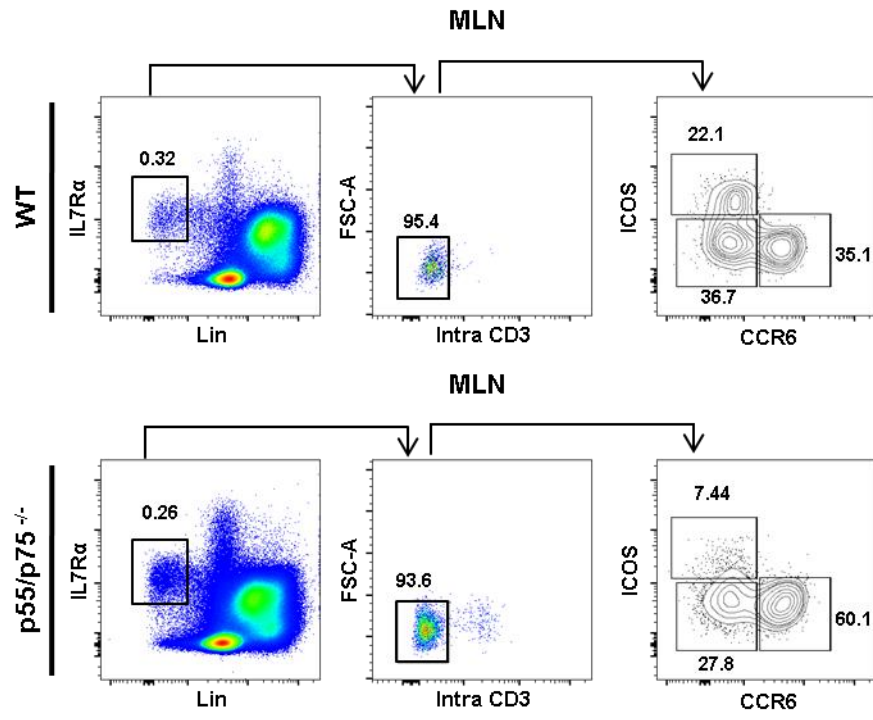 MLN
WT
IL7Rα
0.32
Lin
FSC-A
95.4
Intra CD3
ICOS
22.1
35.1
36.7
CCR6
MLN
p55/p75 -/-
IL7Rα
0.26
Lin
FSC-A
93.6
Intra CD3
ICOS
7.44
60.1
27.8
CCR6